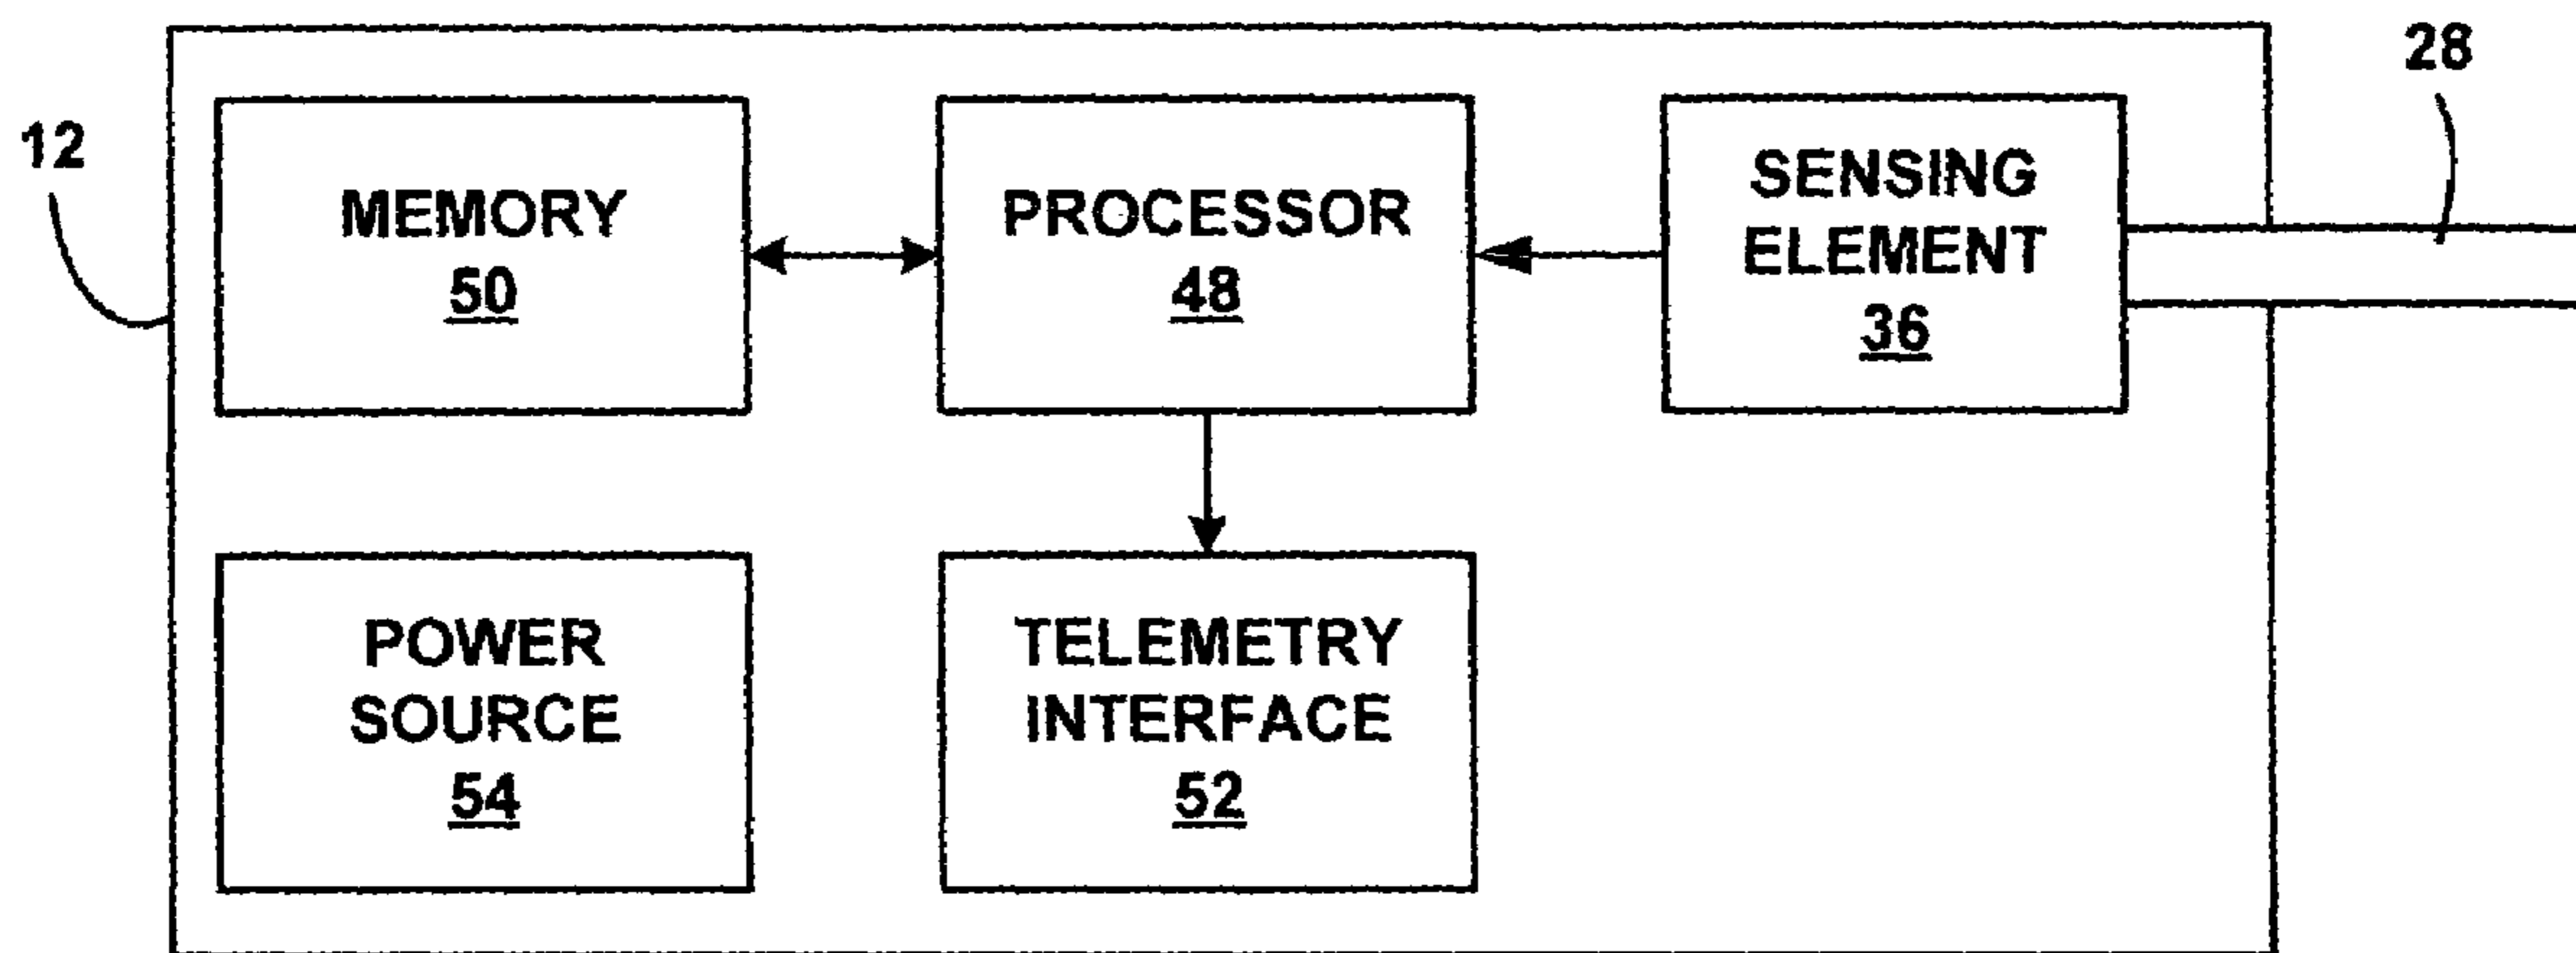 28
12
MEMORY
50
PROCESSOR
48
SENSING
ELEMENT
36
POWER
SOURCE
54
TELEMETRY
INTERFACE
52